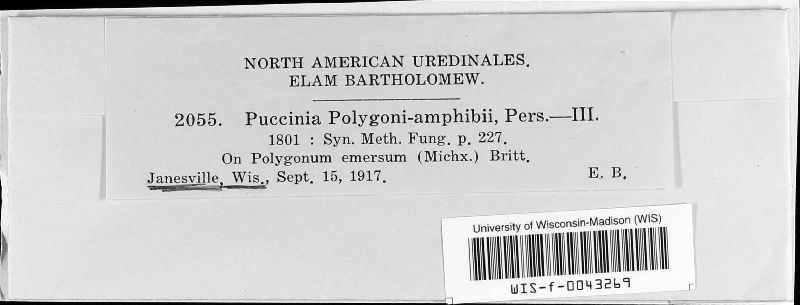 NORTH AMERICAN UREDINALES.
ELAM BARTHOLOMEW.
2055. Puccinia Polygoni-amphibii, Pers.—III.
1801 : Syn. Meth. Fung. p. 227.
On Polygonum emersum (Michx.) Britt.
Janesville, Wis., Sept. 15, 1917. E. B.
University of Wisconsin-Madison (WIS)
WIS-f-0043269